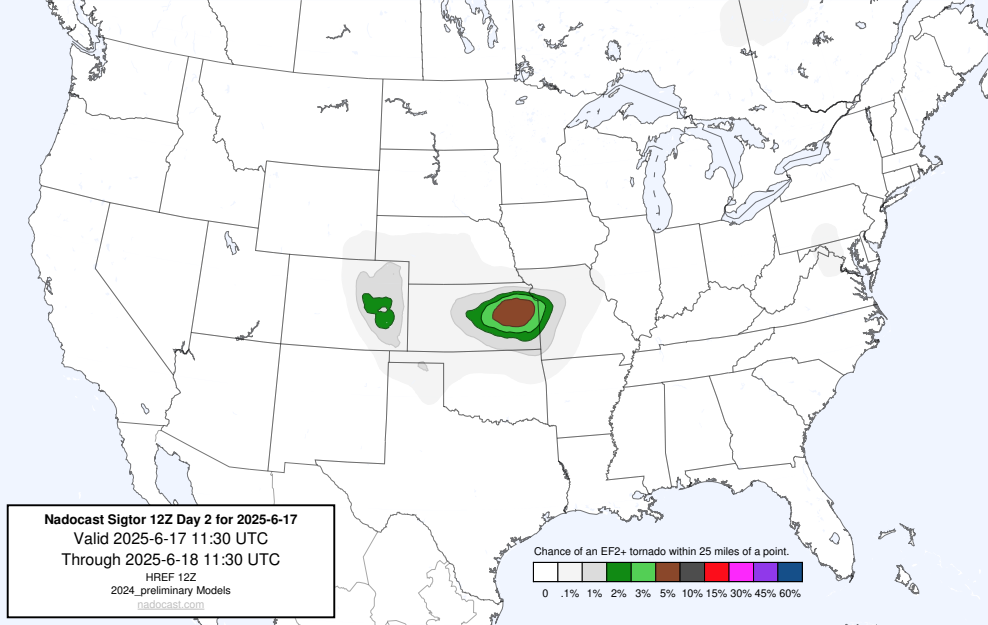 Nadocast Sigtor 12Z Day 2 for 2025-6-17
Valid 2025-6-17 11:30 UTC
Through 2025-6-18 11:30 UTC
HREF 12Z
2024_preliminary Models
nadocast.com
Chance of an EF2+ tornado within 25 miles of a point.
0 .1% 1% 2% 3% 5% 10% 15% 30% 45% 60%